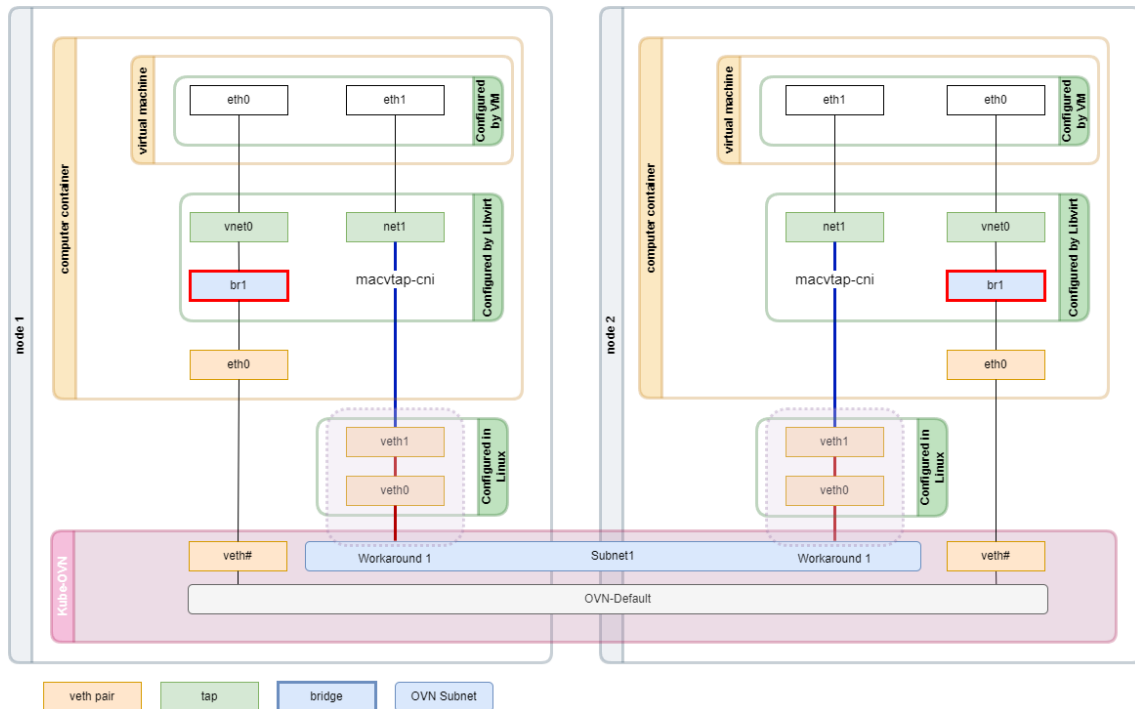 node 1
computer container
virtual machine
eth0
eth1
Configured
by VM
vnet0
net1
br1
macvtap-cni
Configured by Libvirt
eth0
veth1
veth0
Configured in
Linux
node 2
computer container
virtual machine
eth1
eth0
Configured
by VM
net1
vnet0
macvtap-cni
br1
Configured by Libvirt
eth0
veth1
veth0
Configured in
Linux
Kube-OVN
veth#
Workaround 1
Subnet1
Workaround 1
veth#
OVN-Default
veth pair
tap
bridge
OVN Subnet